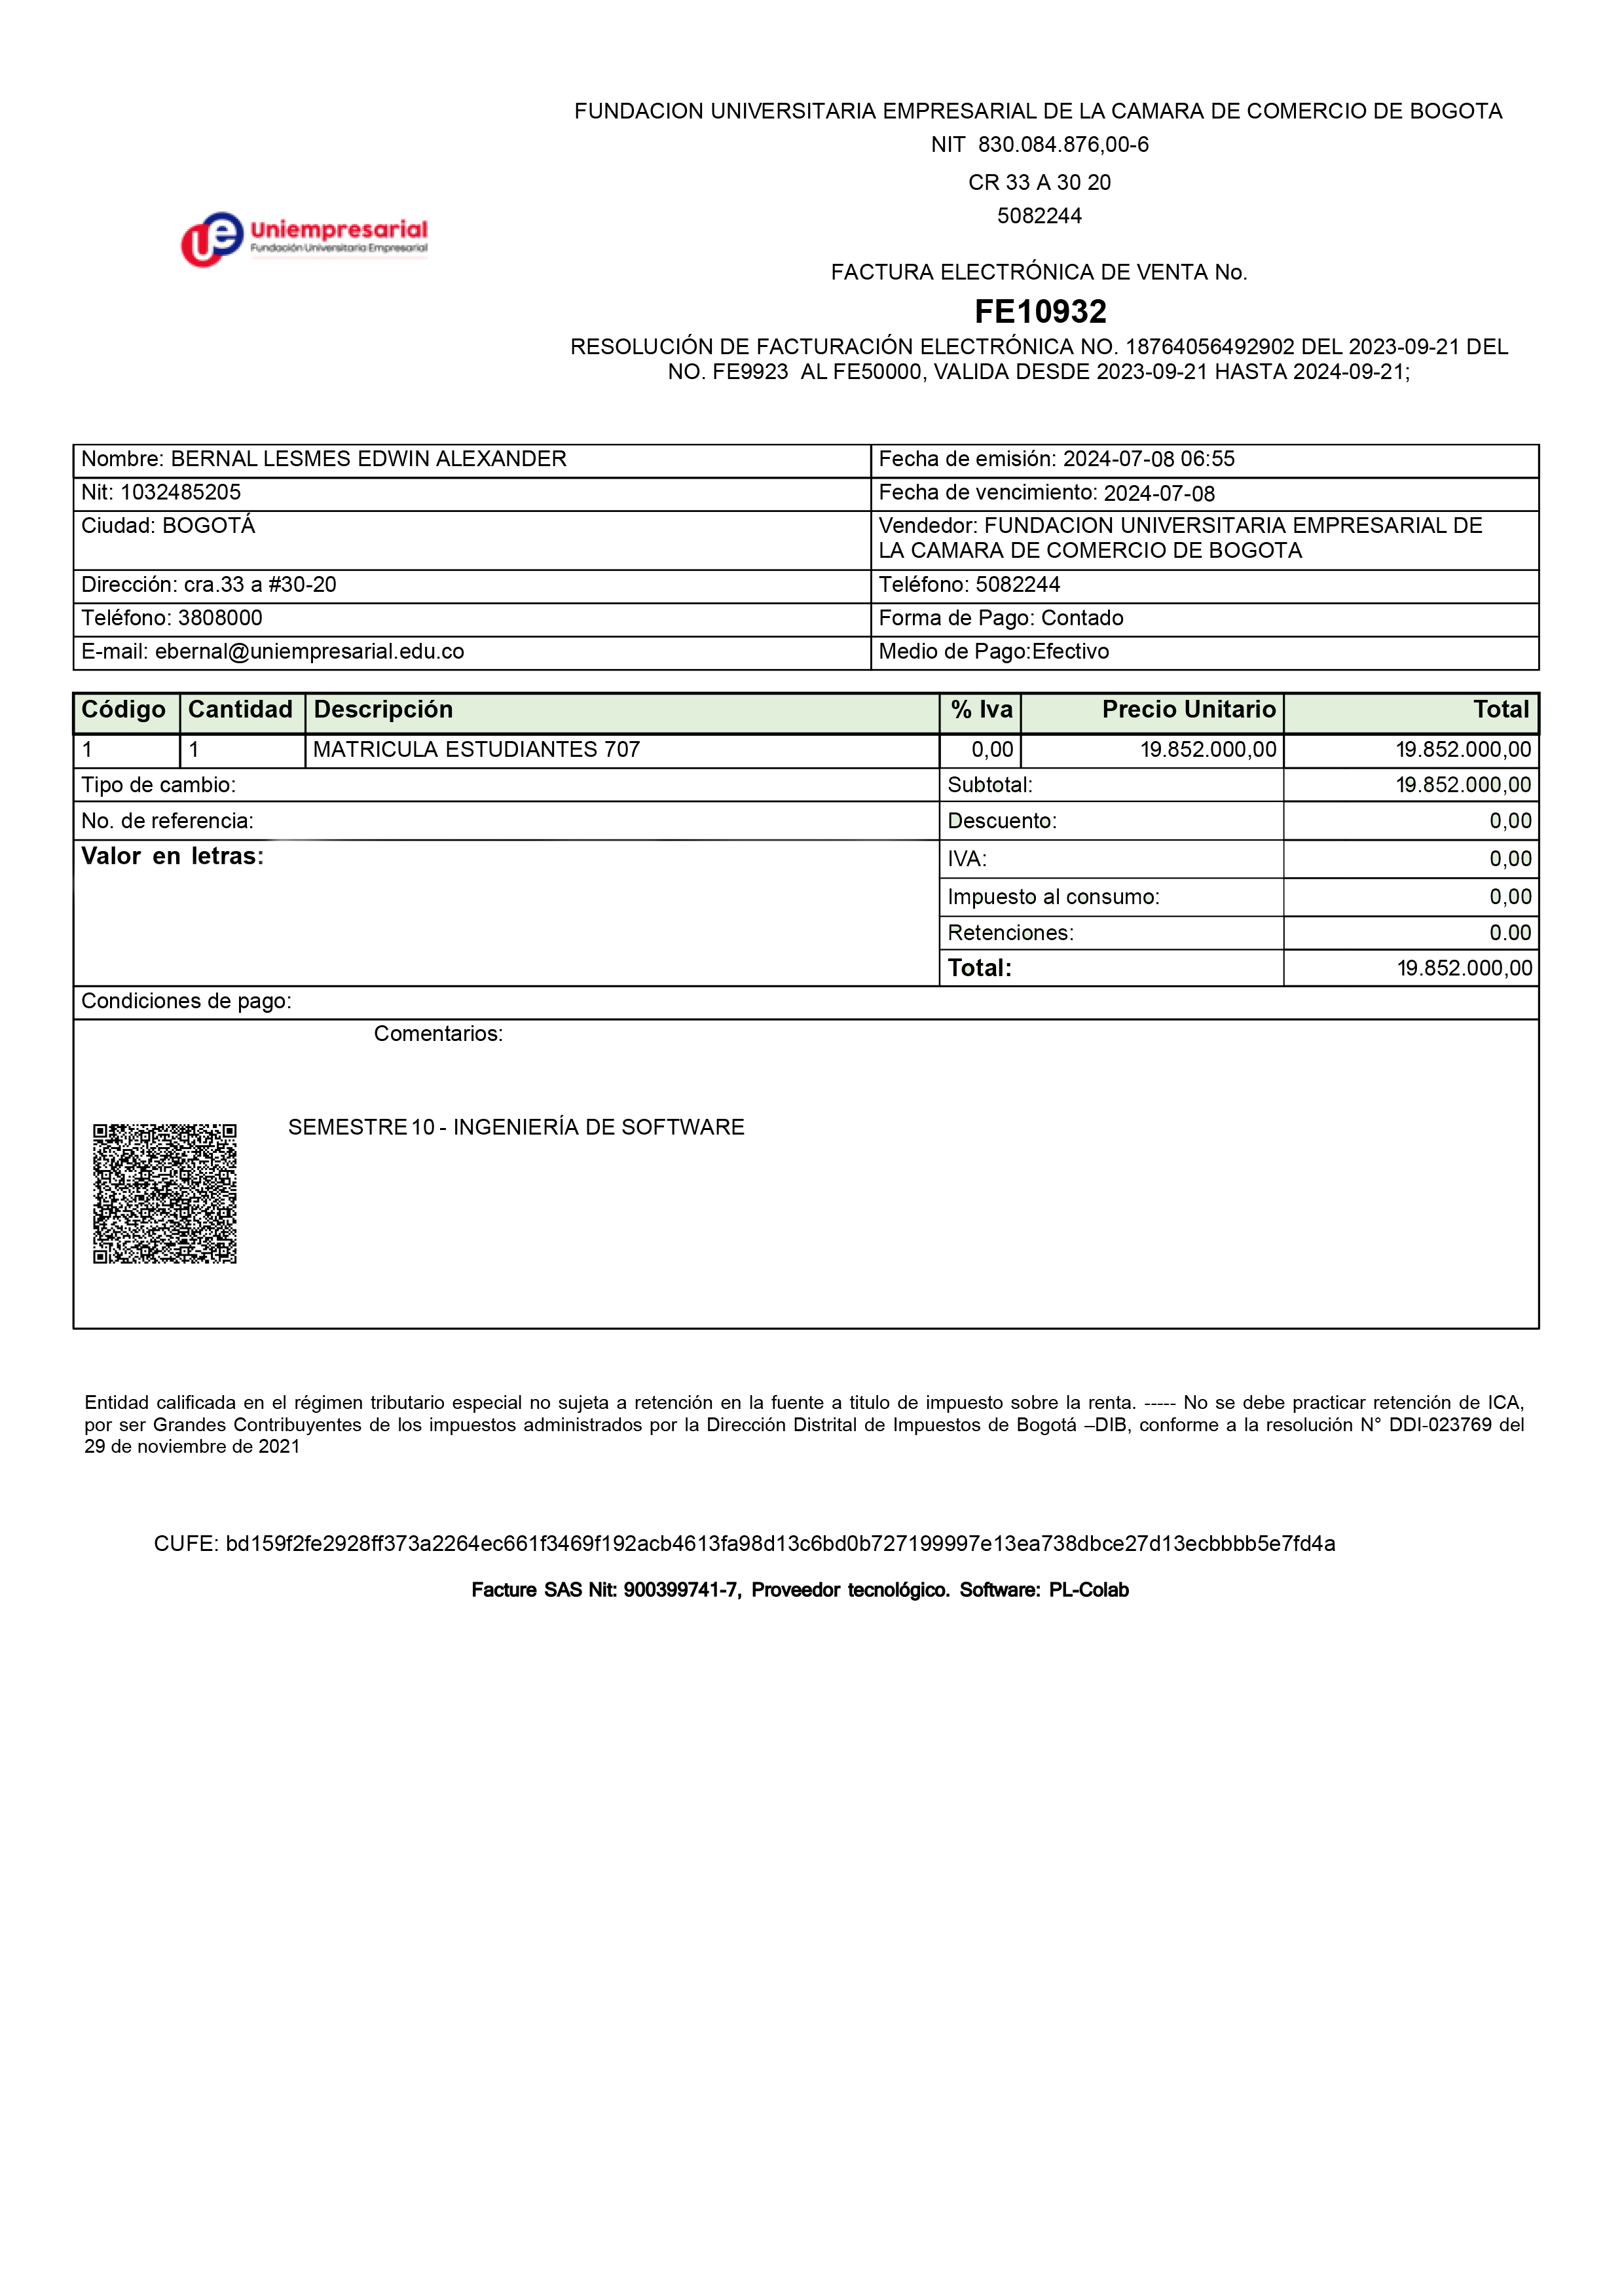 FUNDACION UNIVERSITARIA EMPRESARIAL DE LA CAMARA DE COMERCIO DE BOGOTA
NIT 830.084.876,00-6
CR 33 A 30 20
5082244
Uniempresarial
Fundación Universitaria Empresarial
FACTURA ELECTRÓNICA DE VENTA No.
FE10932
RESOLUCIÓN DE FACTURACIÓN ELECTRÓNICA NO. 18764056492902 DEL 2023-09-21 DEL
NO. FE9923 AL FE50000, VALIDA DESDE 2023-09-21 HASTA 2024-09-21;
Nombre: BERNAL LESMES EDWIN ALEXANDER
Fecha de emisión: 2024-07-08 06:55
Nit: 1032485205
Fecha de vencimiento: 2024-07-08
Ciudad: BOGOTÁ
Vendedor: FUNDACION UNIVERSITARIA EMPRESARIAL DE
LA CAMARA DE COMERCIO DE BOGOTA
Dirección: cra.33 a #30-20
Teléfono: 5082244
Teléfono: 3808000
Forma de Pago: Contado
E-mail: ebernal@uniempresarial.edu.co
Medio de Pago:Efectivo
Código Cantidad Descripción % Iva Precio Unitario Total
1 1 MATRICULA ESTUDIANTES 707 0,00 19.852.000,00 19.852.000,00
Tipo de cambio: Subtotal: 19.852.000,00
No. de referencia: Descuento: 0,00
Valor en letras: IVA: 0,00
Impuesto al consumo: 0,00
Retenciones: 0.00
Total: 19.852.000,00
Condiciones de pago:
Comentarios:
SEMESTRE 10 - INGENIERÍA DE SOFTWARE
Entidad calificada en el régimen tributario especial no sujeta a retención en la fuente a titulo de impuesto sobre la renta. ----- No se debe practicar retención de ICA,
por ser Grandes Contribuyentes de los impuestos administrados por la Dirección Distrital de Impuestos de Bogotá –DIB, conforme a la resolución N° DDI-023769 del
29 de noviembre de 2021
CUFE: bd159f2fe2928ff373a2264ec661f3469f192acb4613fa98d13c6bd0b727199997e13ea738dbce27d13ecbbbb5e7fd4a
Facture SAS Nit: 900399741-7, Proveedor tecnológico. Software: PL-Colab